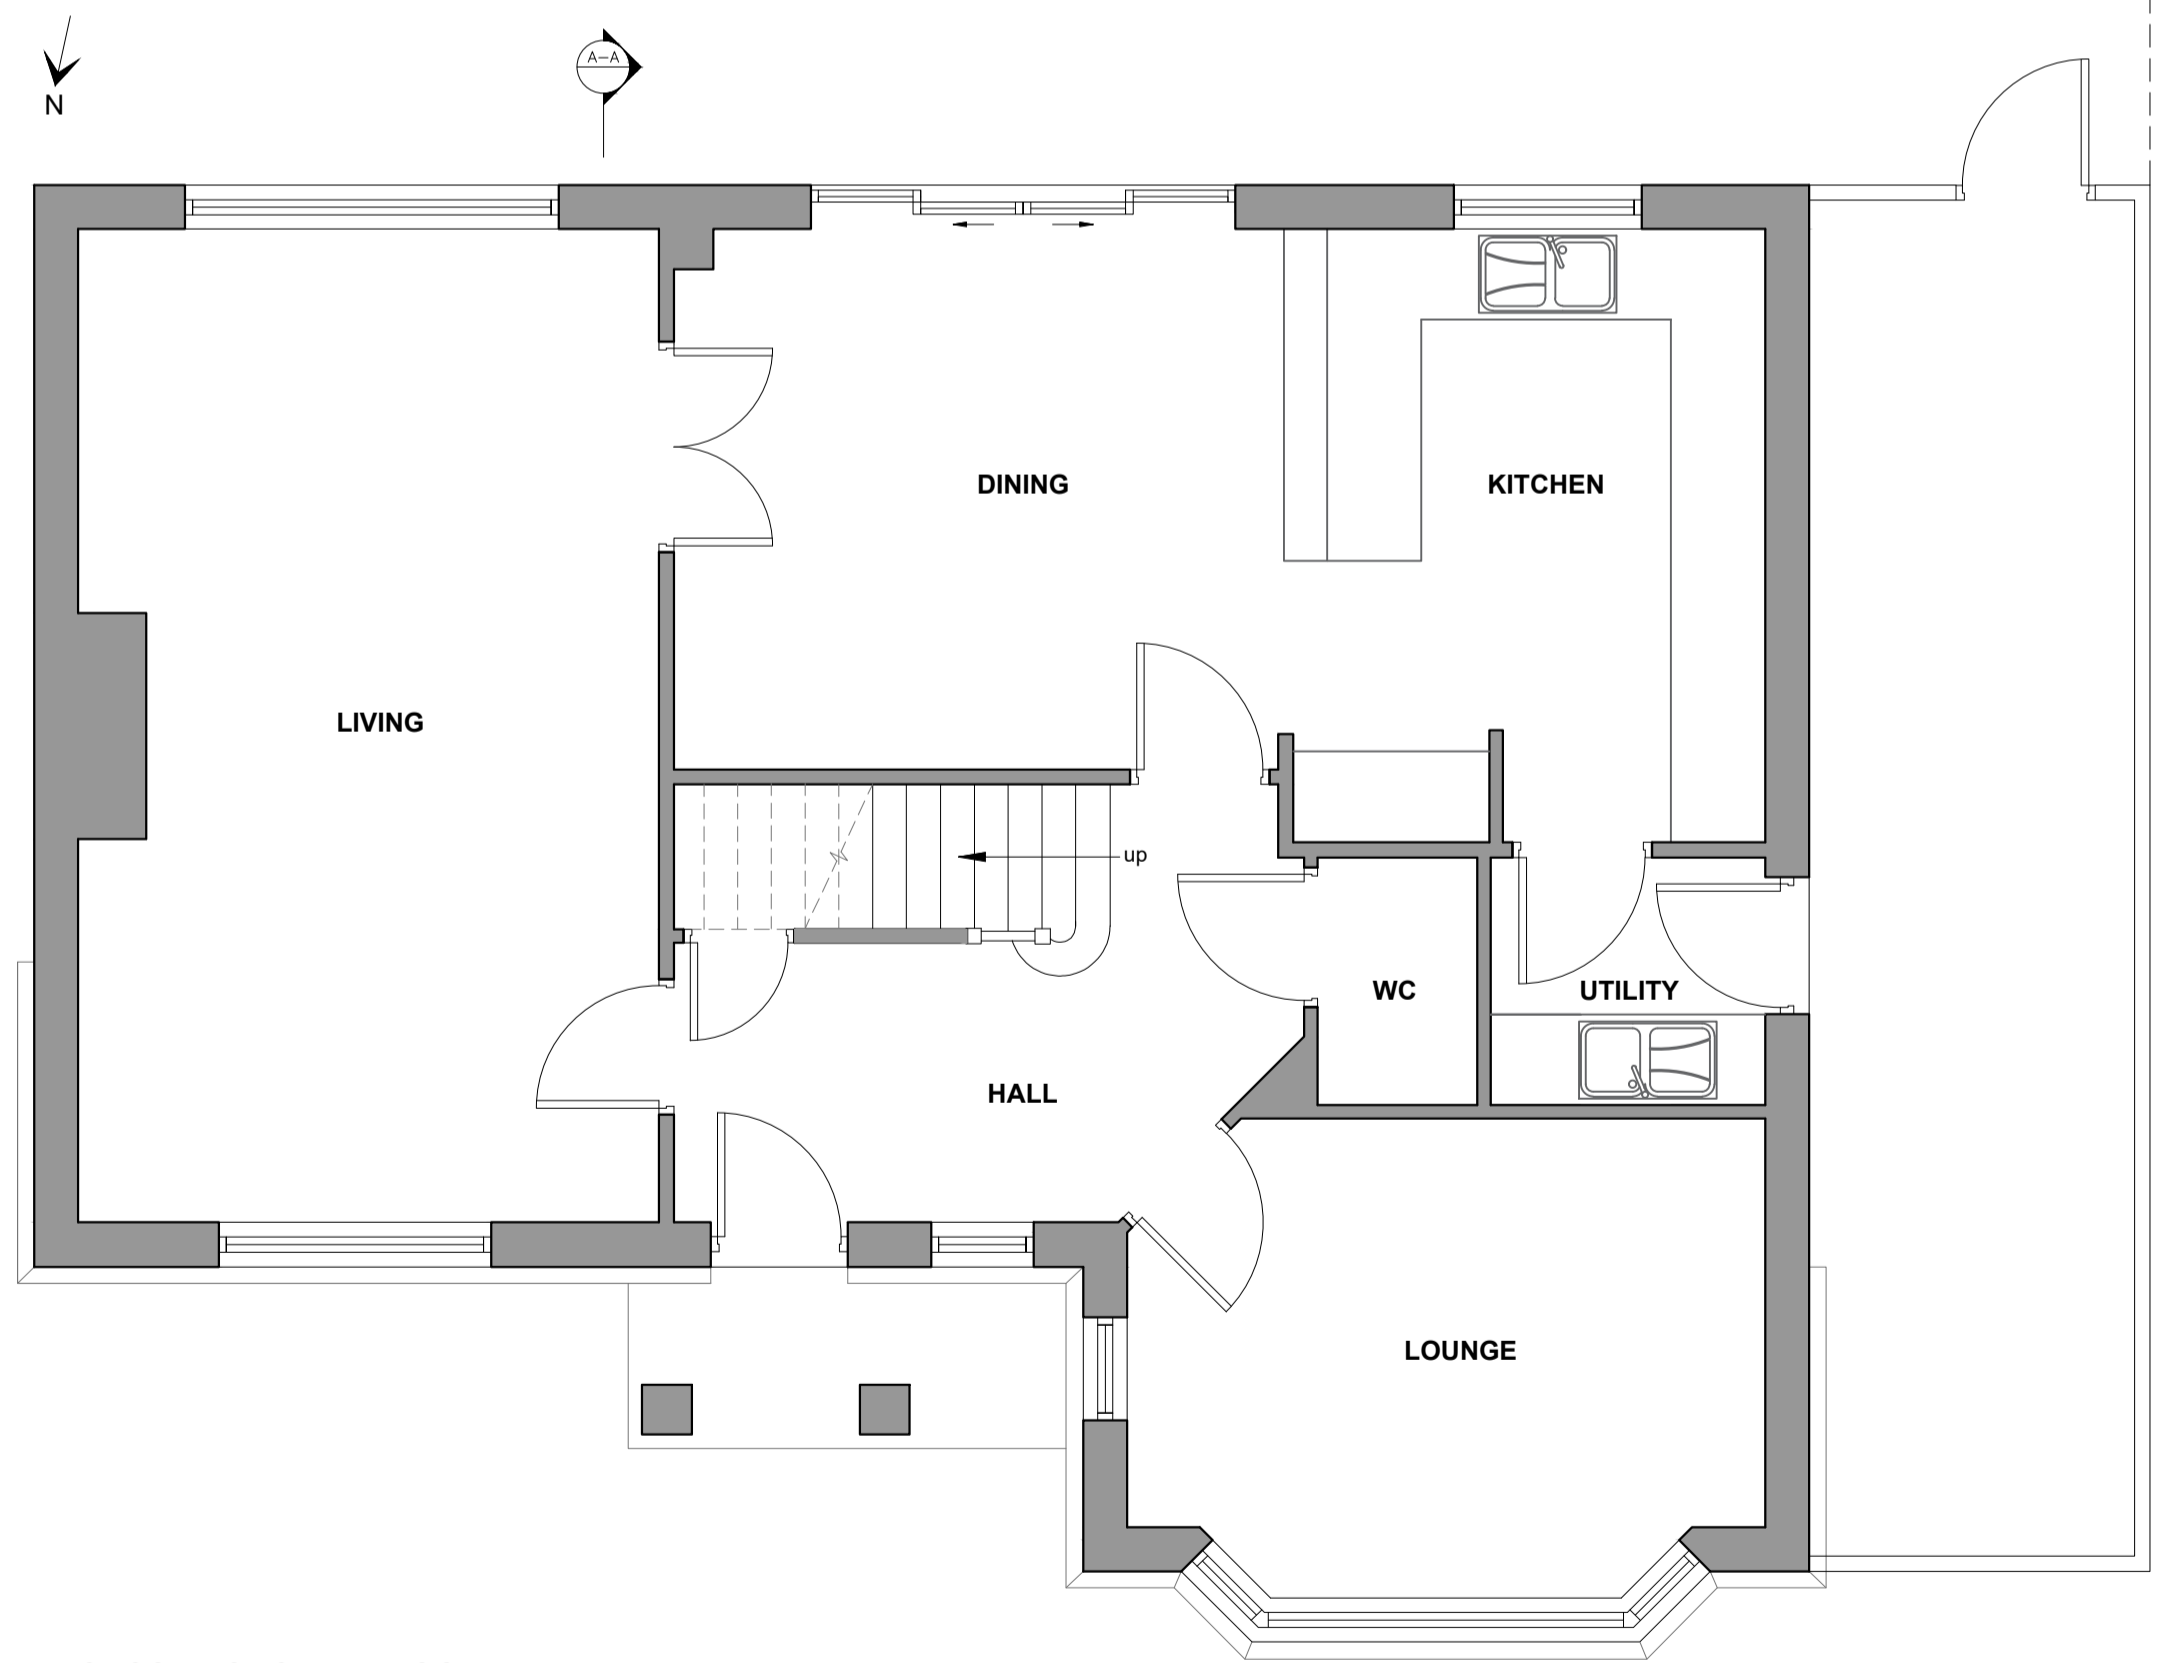 A-A
N
DINING
KITCHEN
LIVING
up
WC
UTILITY
HALL
LOUNGE